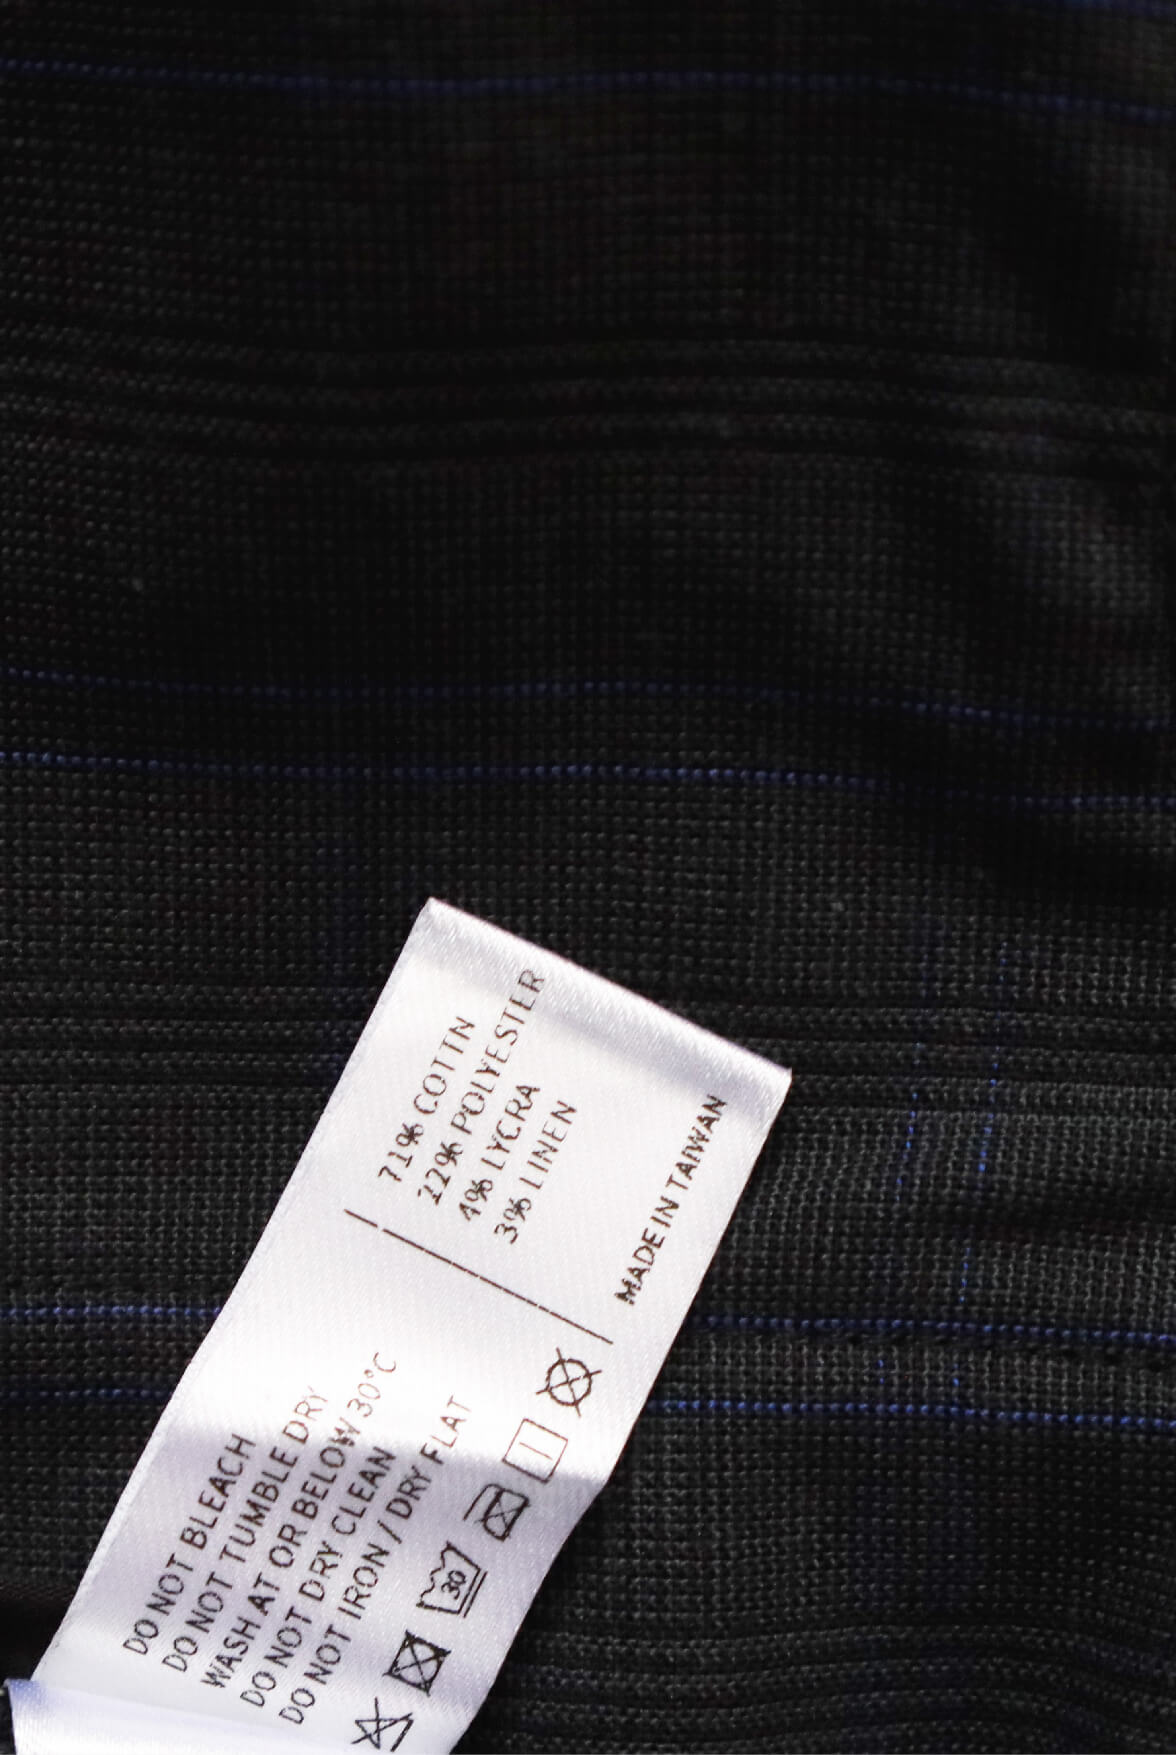 71% COTTN
22% POLYESTER
4% LYCRA
3% LINEN
MADE IN TAIWAN
DO NOT BLEACH
DO NOT TUMBLE DRY
WASH AT OR BELOW 30°C
DO NOT DRY CLEAN
DO NOT IRON / DRY FLAT
30